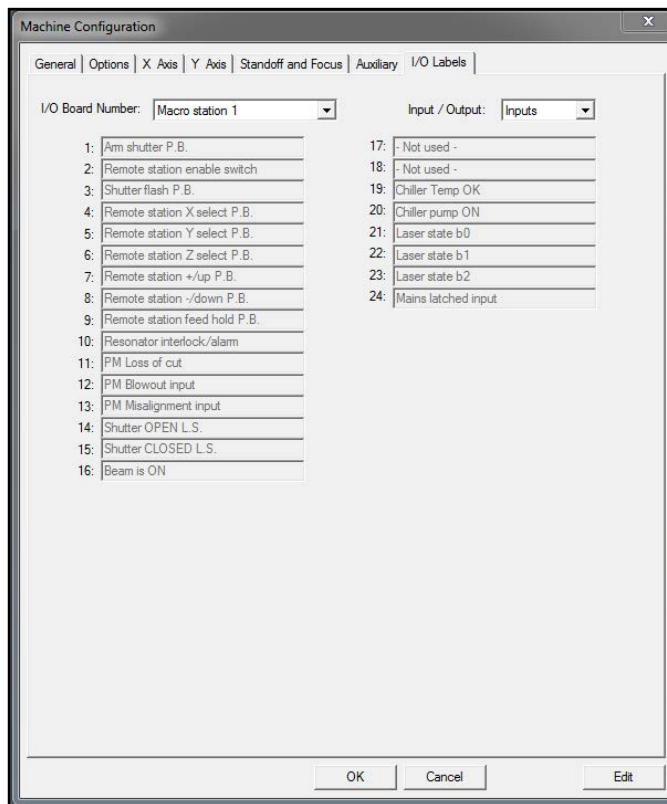 Machine Configuration
x
General | Options | X Axis | Y Axis | Standoff and Focus | Auxiliary | I/O Labels
I/O Board Number: Macro station 1
Input / Output: Inputs
1: Arm shutter P.B.
2: Remote station enable switch
3: Shutter flash P.B.
4: Remote station X select P.B.
5: Remote station Y select P.B.
6: Remote station Z select P.B.
7: Remote station +/up P.B.
8: Remote station -/down P.B.
9: Remote station feed hold P.B.
10: Resonator interlock/alarm
11: PM Loss of cut
12: PM Blowout input
13: PM Misalignment input
14: Shutter OPEN L.S.
15: Shutter CLOSED L.S.
16: Beam is ON
17: - Not used -
18: - Not used -
19: Chiller Temp OK
20: Chiller pump ON
21: Laser state b0
22: Laser state b1
23: Laser state b2
24: Mains latched input
OK Cancel Edit